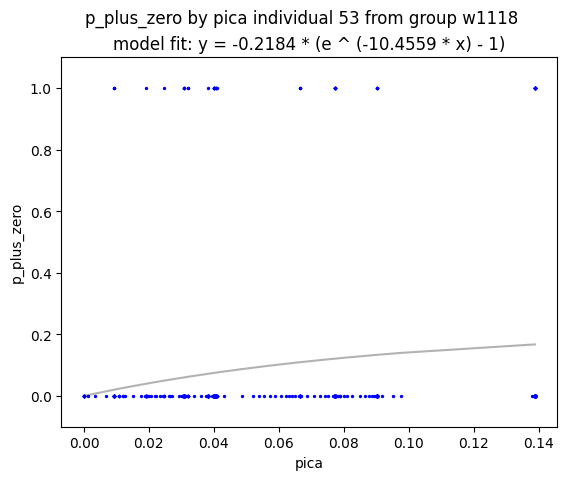 p_plus_zero by pica individual 53 from group w1118
model fit: y = -0.2184 * (e ^ (-10.4559 * x) - 1)
1.0
0.8
0.6
0.4
0.2
0.0
p_plus_zero
0.00 0.02 0.04 0.06 0.08 0.10 0.12 0.14
pica